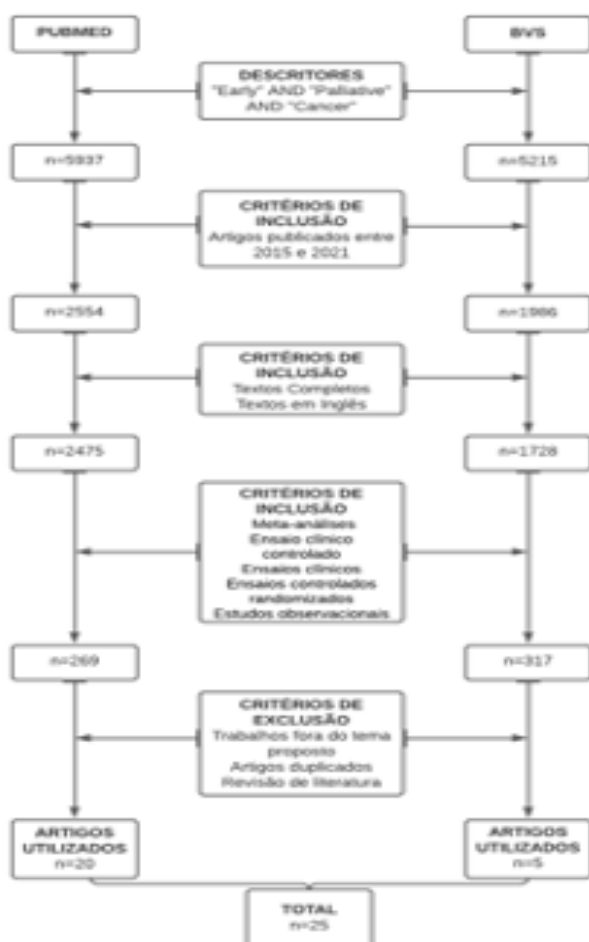 PUBMED
BVS
DESCRITORES
"Early" AND "Palliative"
AND "Cancer"
n=5937
n=5215
CRITÉRIOS DE
INCLUSÃO
Artigos publicados entre
2015 e 2021
n=2554
n=1986
CRITÉRIOS DE
INCLUSÃO
Textos Completos
Textos em Inglês
n=2475
n=1728
CRITÉRIOS DE
INCLUSÃO
Meta-análises
Ensaio clínico
controlado
Ensaios clínicos
Ensaios controlados
randomizados
Estudos observacionais
n=269
n=317
CRITÉRIOS DE
EXCLUSÃO
Trabalhos fora do tema
proposto
Artigos duplicados
Revisão de literatura
ARTIGOS
UTILIZADOS
n=20
ARTIGOS
UTILIZADOS
n=5
TOTAL
n=25